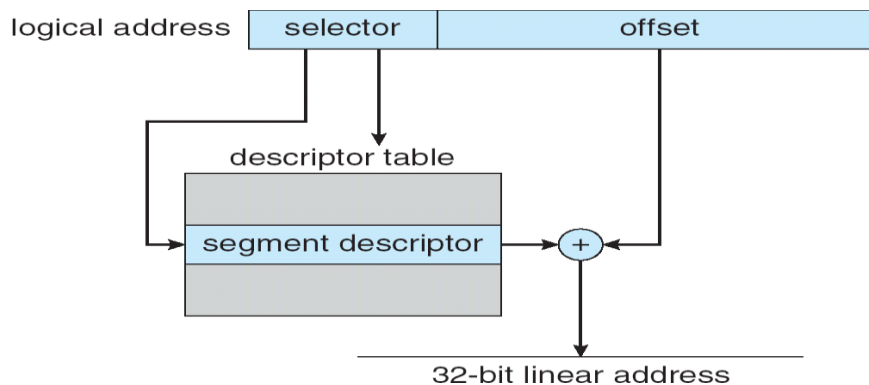 logical address selector offset
descriptor table
segment descriptor +
32-bit linear address